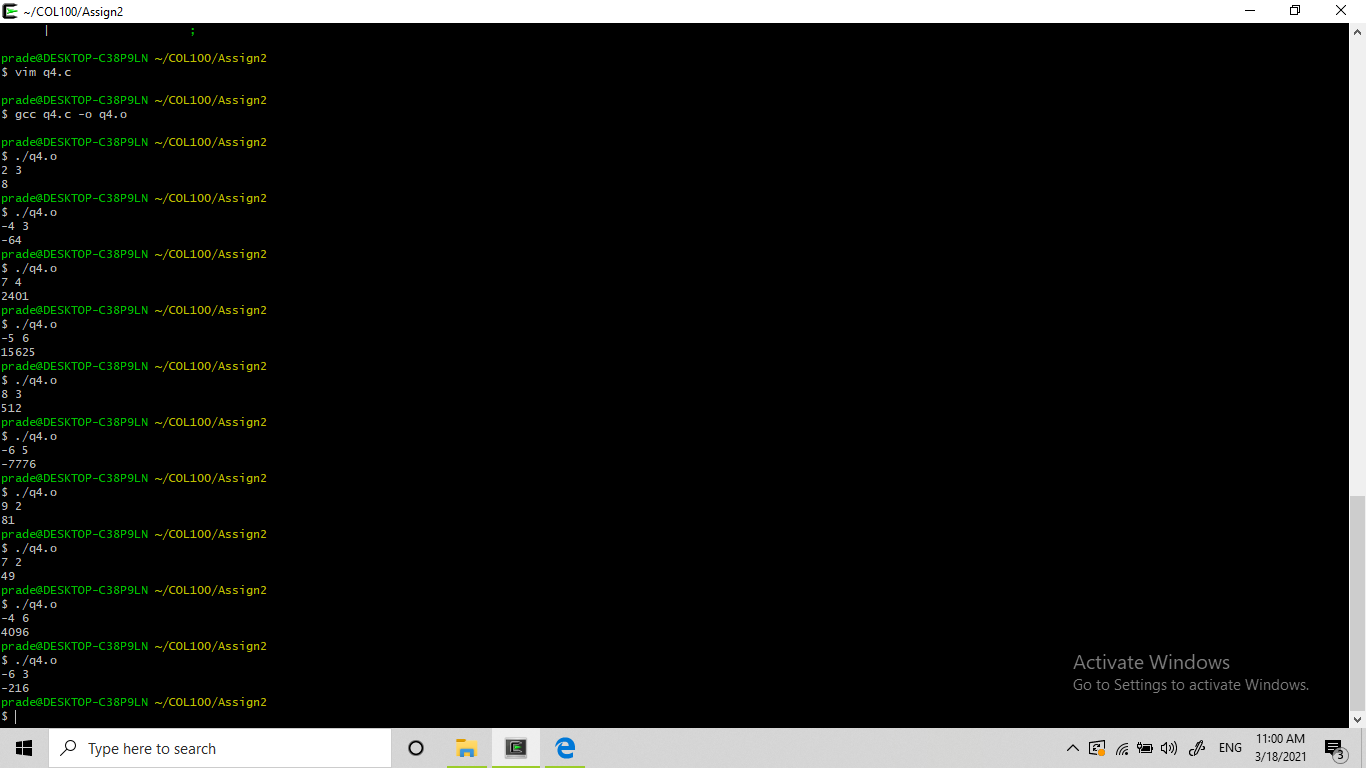 ~/COL100/Assign2
| ;
prade@DESKTOP-C38P9LN ~/COL100/Assign2
$ vim q4.c
prade@DESKTOP-C38P9LN ~/COL100/Assign2
$ gcc q4.c -o q4.o
prade@DESKTOP-C38P9LN ~/COL100/Assign2
$ ./q4.o
2 3
8
prade@DESKTOP-C38P9LN ~/COL100/Assign2
$ ./q4.o
-4 3
-64
prade@DESKTOP-C38P9LN ~/COL100/Assign2
$ ./q4.o
7 4
2401
prade@DESKTOP-C38P9LN ~/COL100/Assign2
$ ./q4.o
-5 6
15625
prade@DESKTOP-C38P9LN ~/COL100/Assign2
$ ./q4.o
8 3
512
prade@DESKTOP-C38P9LN ~/COL100/Assign2
$ ./q4.o
-6 5
-7776
prade@DESKTOP-C38P9LN ~/COL100/Assign2
$ ./q4.o
9 2
81
prade@DESKTOP-C38P9LN ~/COL100/Assign2
$ ./q4.o
7 2
49
prade@DESKTOP-C38P9LN ~/COL100/Assign2
$ ./q4.o
-4 6
4096
prade@DESKTOP-C38P9LN ~/COL100/Assign2
$ ./q4.o
-6 3
-216
prade@DESKTOP-C38P9LN ~/COL100/Assign2
$
Activate Windows
Go to Settings to activate Windows.
Type here to search
ENG
11:00 AM
3/18/2021
3